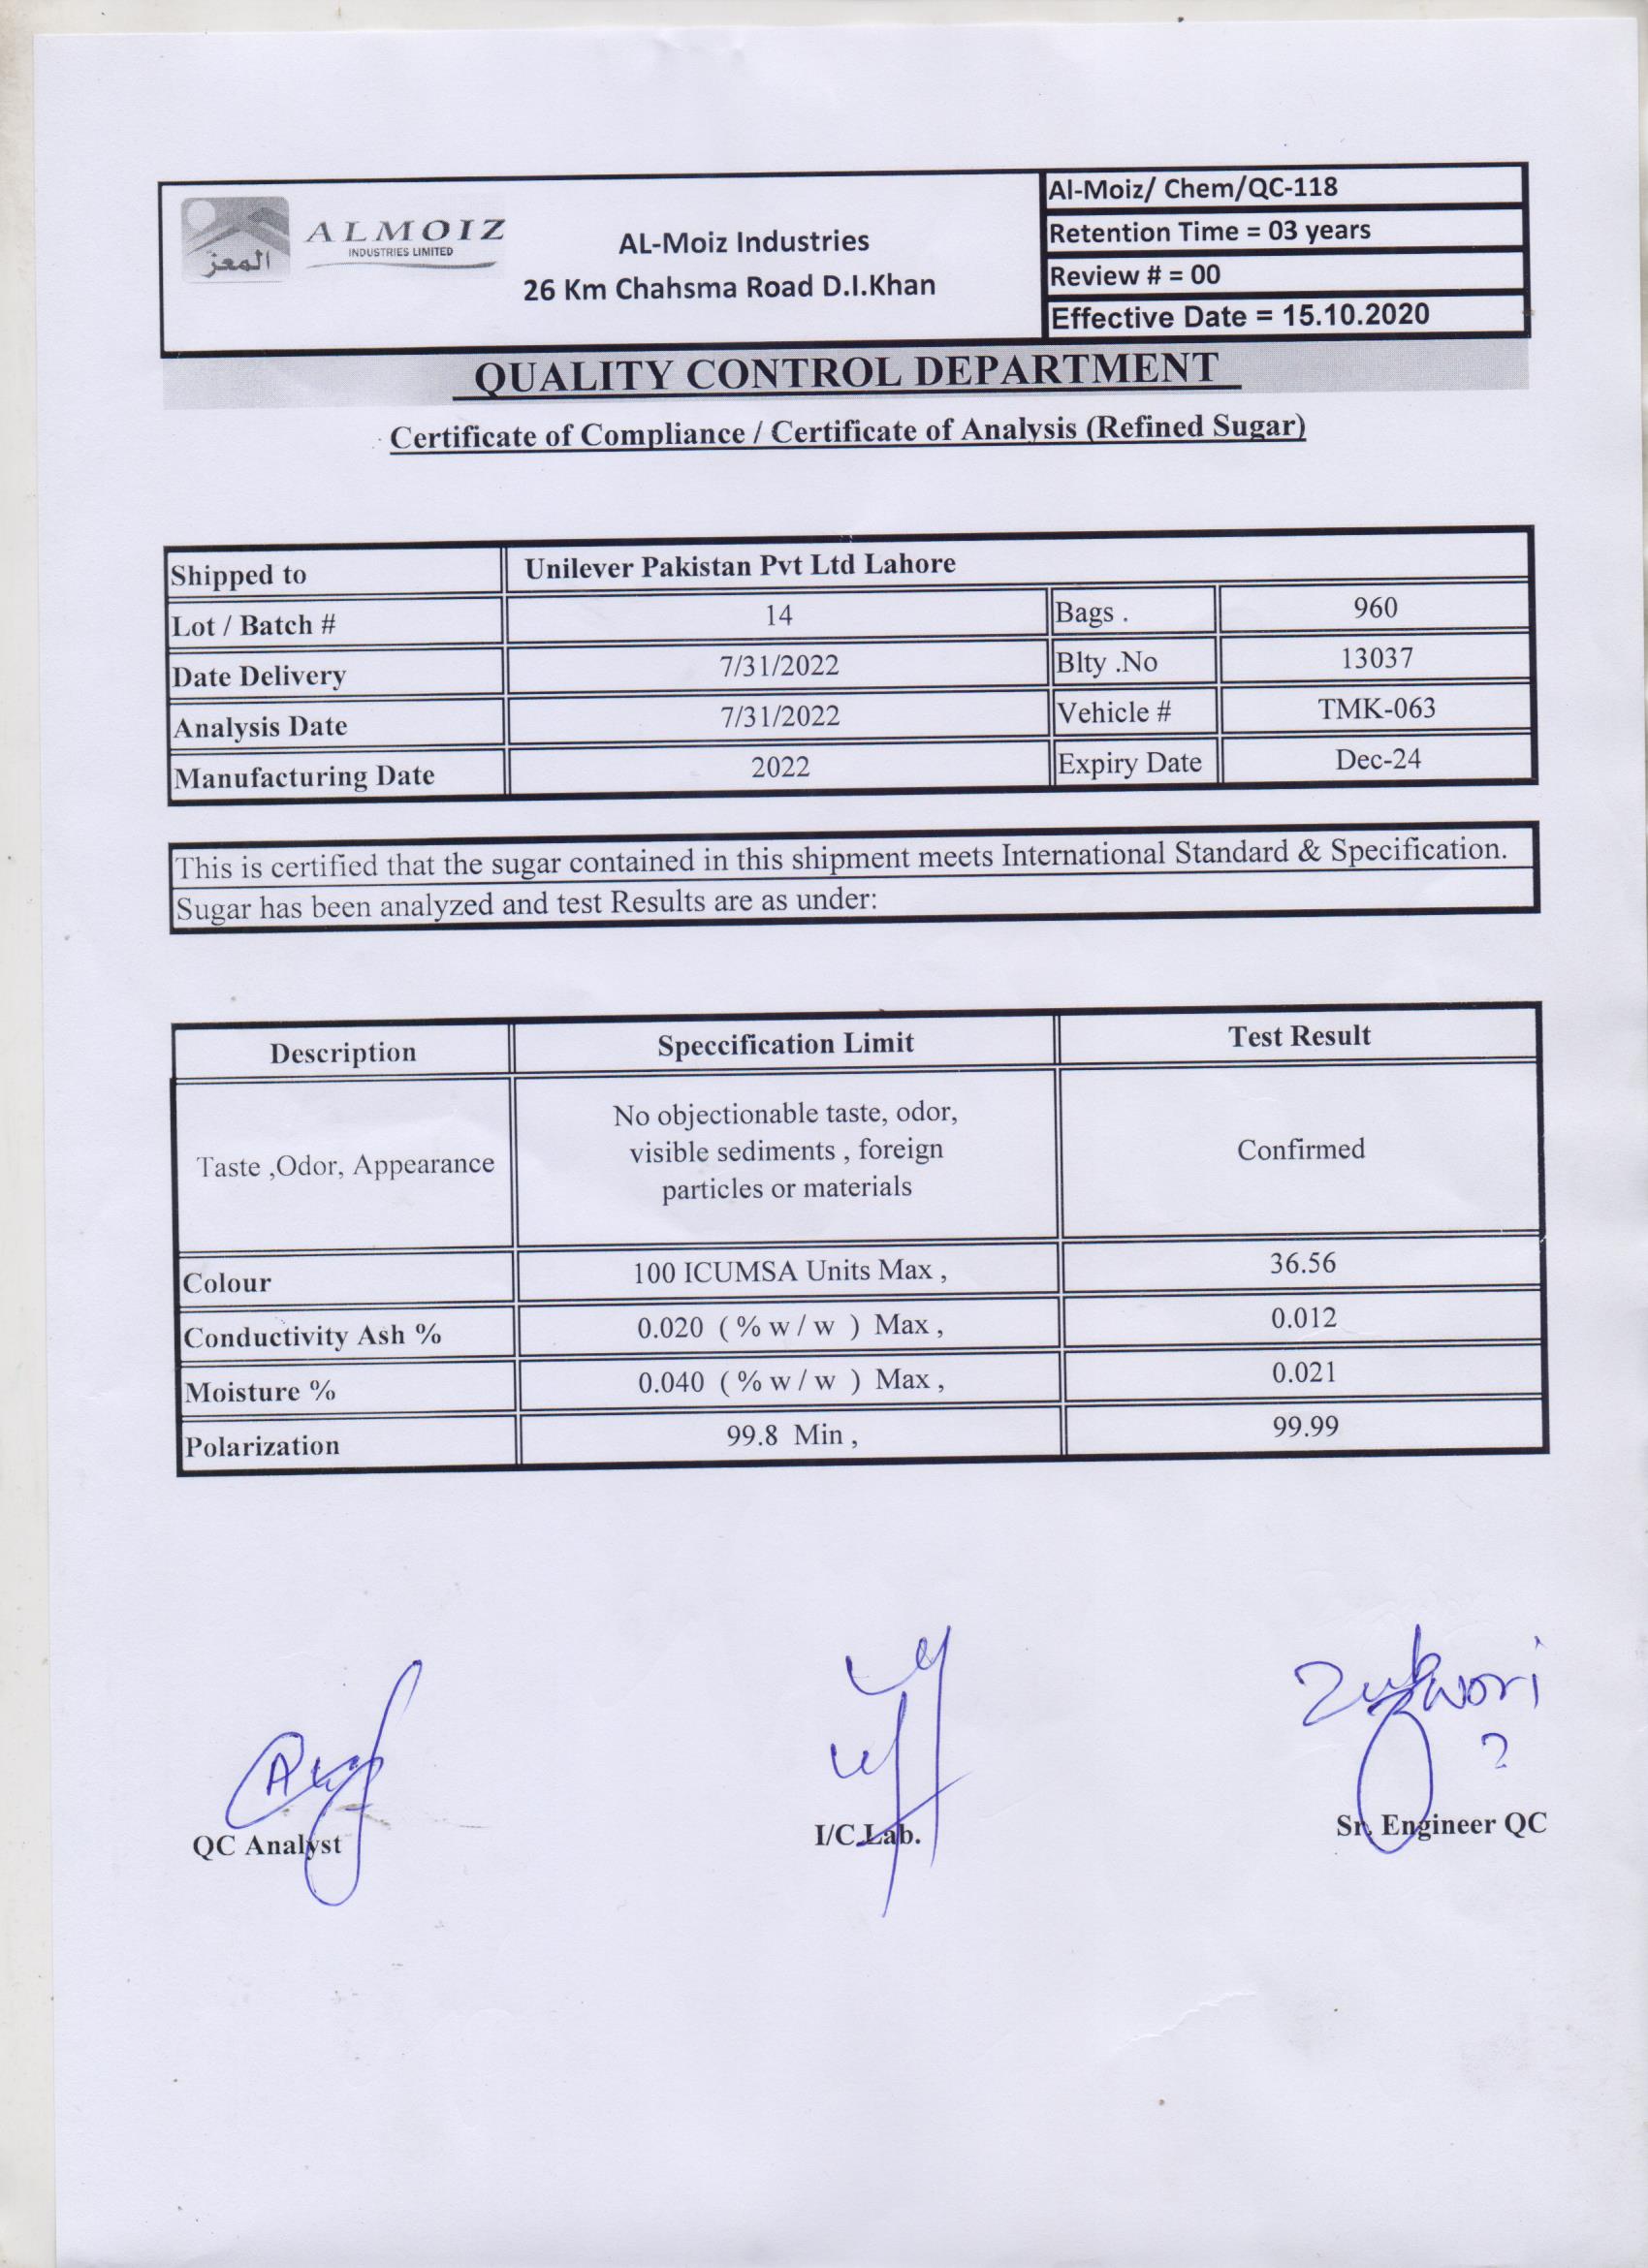 المعز
ALMOIZ
INDUSTRIES LIMITED
AL-Moiz Industries
26 Km Chahsma Road D.I.Khan
Al-Moiz/ Chem/QC-118
Retention Time = 03 years
Review # = 00
Effective Date = 15.10.2020
QUALITY CONTROL DEPARTMENT
Certificate of Compliance / Certificate of Analysis (Refined Sugar)
Shipped to Unilever Pakistan Pvt Ltd Lahore
Lot / Batch # 14 Bags . 960
Date Delivery 7/31/2022 Blty .No 13037
Analysis Date 7/31/2022 Vehicle # TMK-063
Manufacturing Date 2022 Expiry Date Dec-24
This is certified that the sugar contained in this shipment meets International Standard & Specification.
Sugar has been analyzed and test Results are as under:
Description Speccification Limit Test Result
Taste ,Odor, Appearance No objectionable taste, odor,
visible sediments , foreign
particles or materials
Confirmed
Colour 100 ICUMSA Units Max , 36.56
Conductivity Ash % 0.020 ( % w / w ) Max , 0.012
Moisture % 0.040 ( % w / w ) Max , 0.021
Polarization 99.8 Min , 99.99
QC Analyst I/C Lab. Sr. Engineer QC